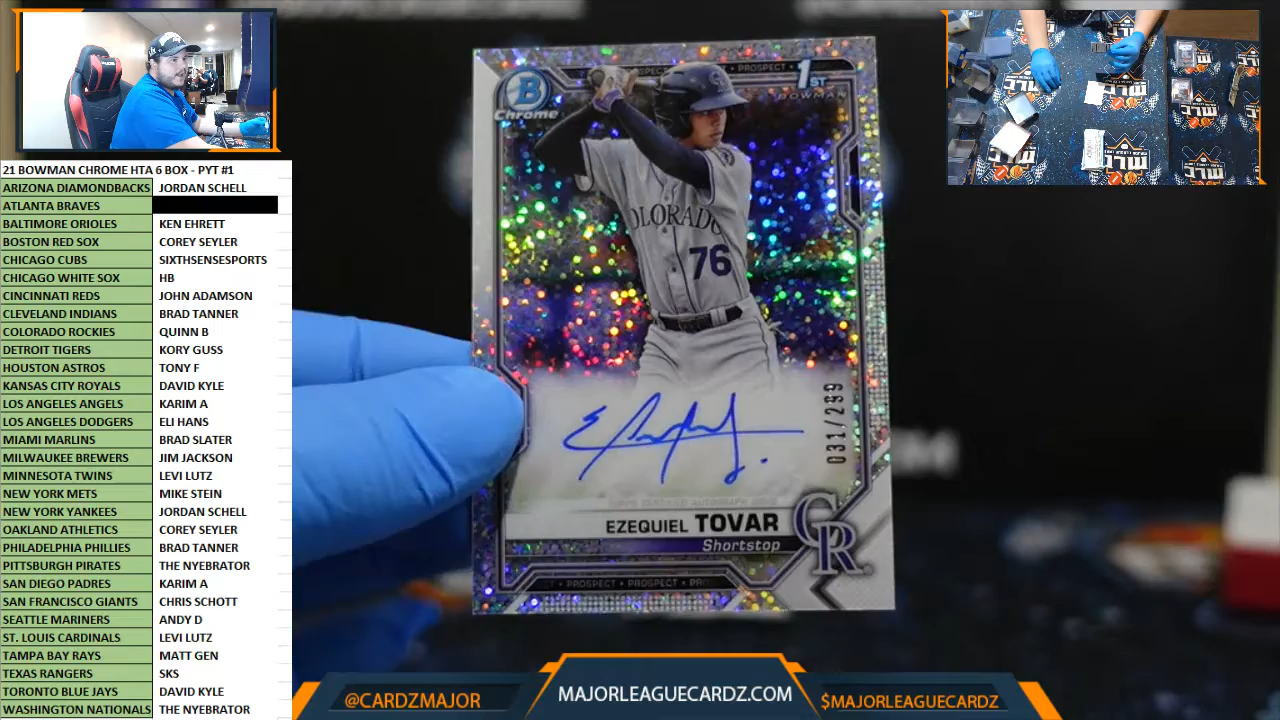 21 BOWMAN CHROME HTA 6 BOX - PYT #1
ARIZONA DIAMONDBACKS JORDAN SCHELL
ATLANTA BRAVES
BALTIMORE ORIOLES KEN EHRETT
BOSTON RED SOX COREY SEYLER
CHICAGO CUBS SIXTHSENSESPORTS
CHICAGO WHITE SOX HB
CINCINNATI REDS JOHN ADAMSON
CLEVELAND INDIANS BRAD TANNER
COLORADO ROCKIES QUINN B
DETROIT TIGERS KORY GUSS
HOUSTON ASTROS TONY F
KANSAS CITY ROYALS DAVID KYLE
LOS ANGELES ANGELS KARIM A
LOS ANGELES DODGERS ELI HANS
MIAMI MARLINS BRAD SLATER
MILWAUKEE BREWERS JIM JACKSON
MINNESOTA TWINS LEVI LUTZ
NEW YORK METS MIKE STEIN
NEW YORK YANKEES JORDAN SCHELL
OAKLAND ATHLETICS COREY SEYLER
PHILADELPHIA PHILLIES BRAD TANNER
PITTSBURGH PIRATES THE NYEBRATOR
SAN DIEGO PADRES KARIM A
SAN FRANCISCO GIANTS CHRIS SCHOTT
SEATTLE MARINERS ANDY D
ST. LOUIS CARDINALS LEVI LUTZ
TAMPA BAY RAYS MATT GEN
TEXAS RANGERS SKS
TORONTO BLUE JAYS DAVID KYLE
WASHINGTON NATIONALS THE NYEBRATOR
B
Chrome
PROSPECT
1ST
BOWMAN
COLORADO
76
031/299
EZEQUIEL TOVAR
Shortstop
CR
PROSPECT • PROSPECT •
MLC
MLC
MLC
@CARDZMAJOR
MAJORLEAGUECARDZ.COM
$MAJORLEAGUECARDZ